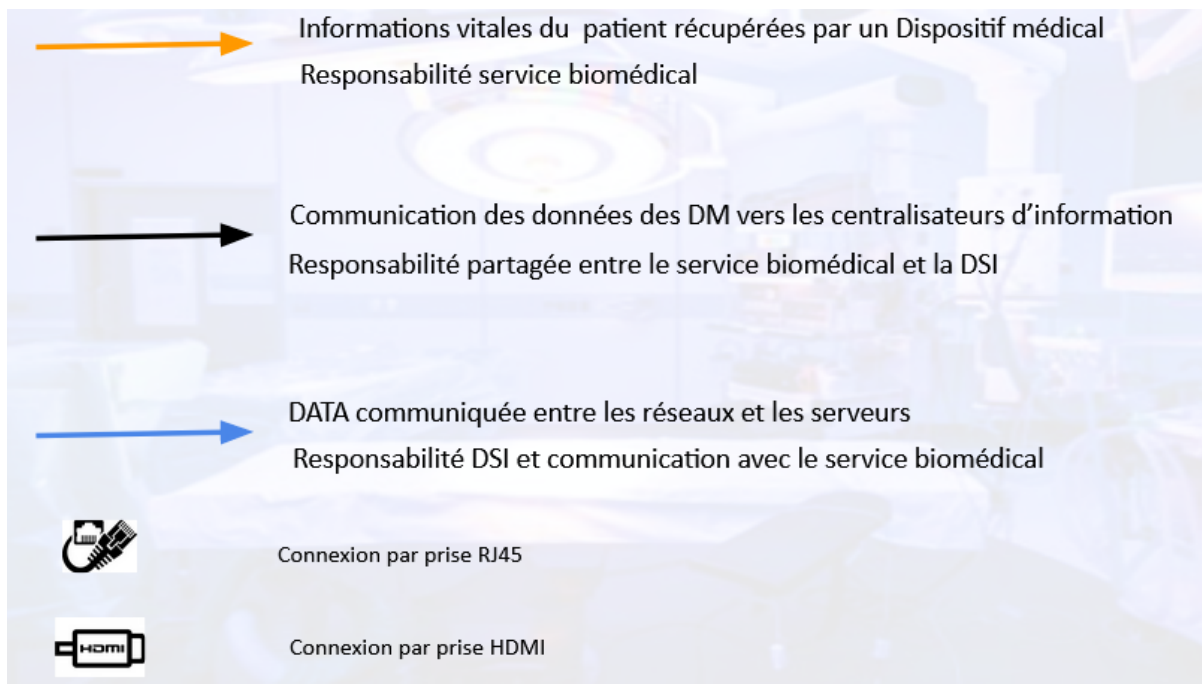 Informations vitales du patient récupérées par un Dispositif médical
Responsabilité service biomédical
Communication des données des DM vers les centralisateurs d'information
Responsabilité partagée entre le service biomédical et la DSI
DATA communiquée entre les réseaux et les serveurs
Responsabilité DSI et communication avec le service biomédical
Connexion par prise RJ45
HDMI
Connexion par prise HDMI